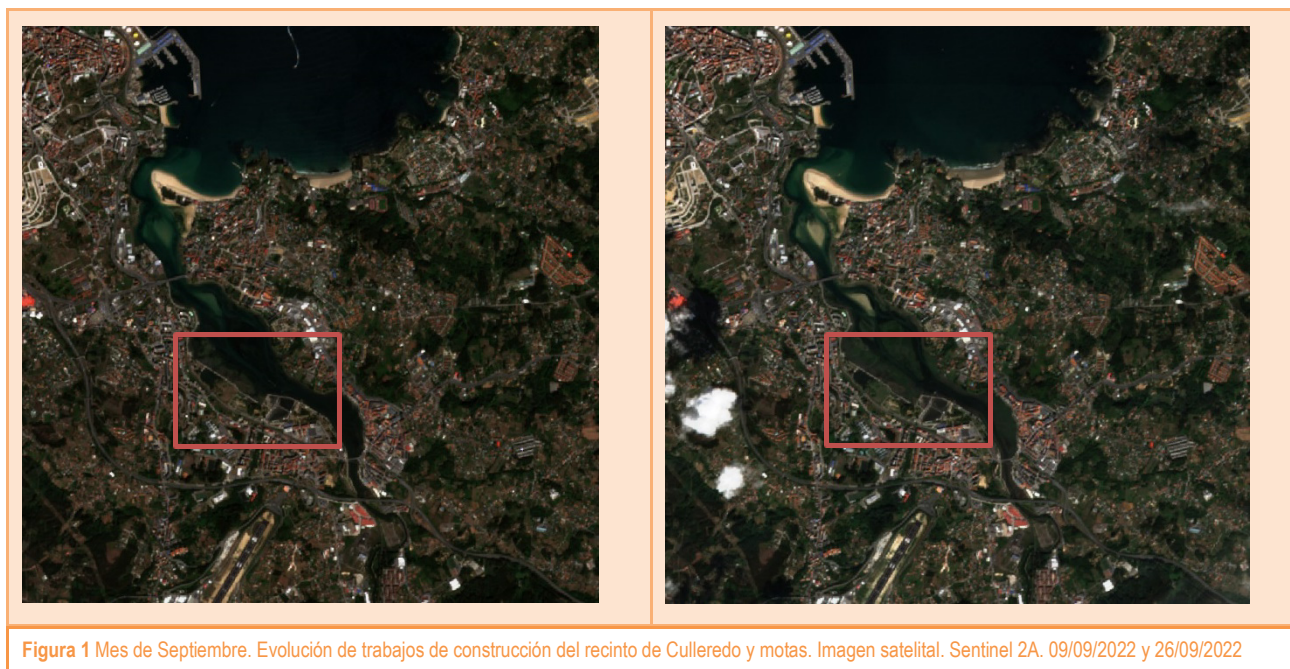 Figura 1 Mes de Septiembre. Evolución de trabajos de construcción del recinto de Culleredo y motas. Imagen satelital. Sentinel 2A. 09/09/2022 y 26/09/2022